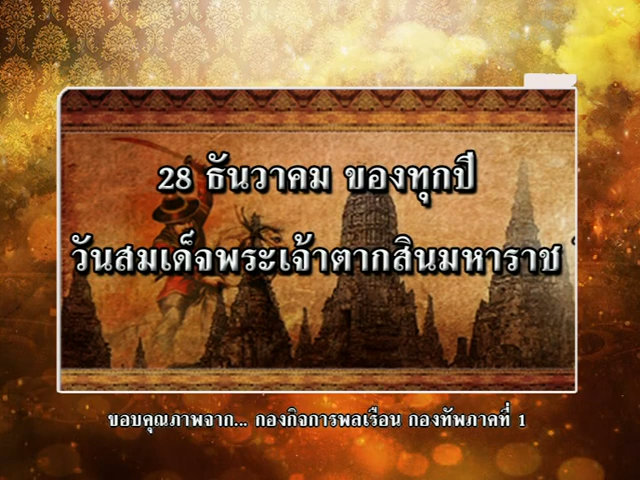 28 ธันวาคม ของทุกปี
วันสมเด็จพระเจ้าตากสินมหาราช
ขอบคุณภาพจาก... กองกิจการพลเรือน กองทัพภาคที่ 1